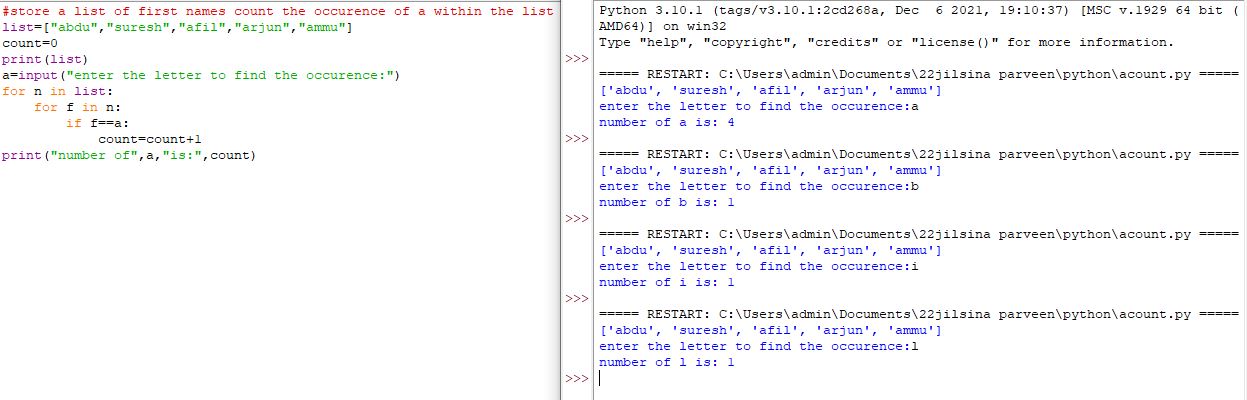 #store a list of first names count the occurence of a within the list
list=["abdu","suresh","afil","arjun","ammu"]
count=0
print(list)
a=input("enter the letter to find the occurence:")
for n in list:
    for f in n:
        if f==a:
            count=count+1
print("number of",a,"is:",count)
Python 3.10.1 (tags/v3.10.1:2cd268a, Dec  6 2021, 19:10:37) [MSC v.1929 64 bit (
AMD64)] on win32
Type "help", "copyright", "credits" or "license()" for more information.
>>>
===== RESTART: C:\Users\admin\Documents\22jilsina parveen\python\acount.py =====
['abdu', 'suresh', 'afil', 'arjun', 'ammu']
enter the letter to find the occurence:a
number of a is: 4
>>>
===== RESTART: C:\Users\admin\Documents\22jilsina parveen\python\acount.py =====
['abdu', 'suresh', 'afil', 'arjun', 'ammu']
enter the letter to find the occurence:b
number of b is: 1
>>>
===== RESTART: C:\Users\admin\Documents\22jilsina parveen\python\acount.py =====
['abdu', 'suresh', 'afil', 'arjun', 'ammu']
enter the letter to find the occurence:i
number of i is: 1
>>>
===== RESTART: C:\Users\admin\Documents\22jilsina parveen\python\acount.py =====
['abdu', 'suresh', 'afil', 'arjun', 'ammu']
enter the letter to find the occurence:l
number of l is: 1
>>>